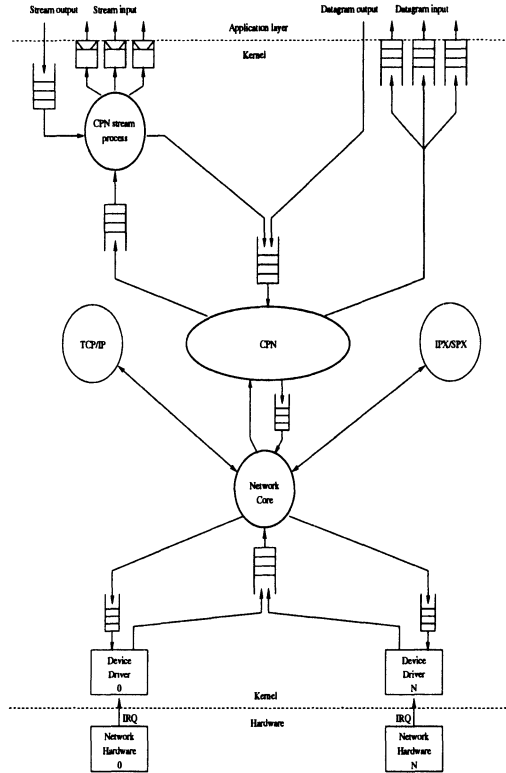 Stream output
Stream input
Datagram output
Datagram input
Application layer
Kernel
CPN stream
process
CPN
TCP/IP
IPX/SPX
Network
Core
Device
Driver
0
Device
Driver
N
Kernel
Hardware
IRQ
IRQ
Network
Hardware
0
Network
Hardware
N